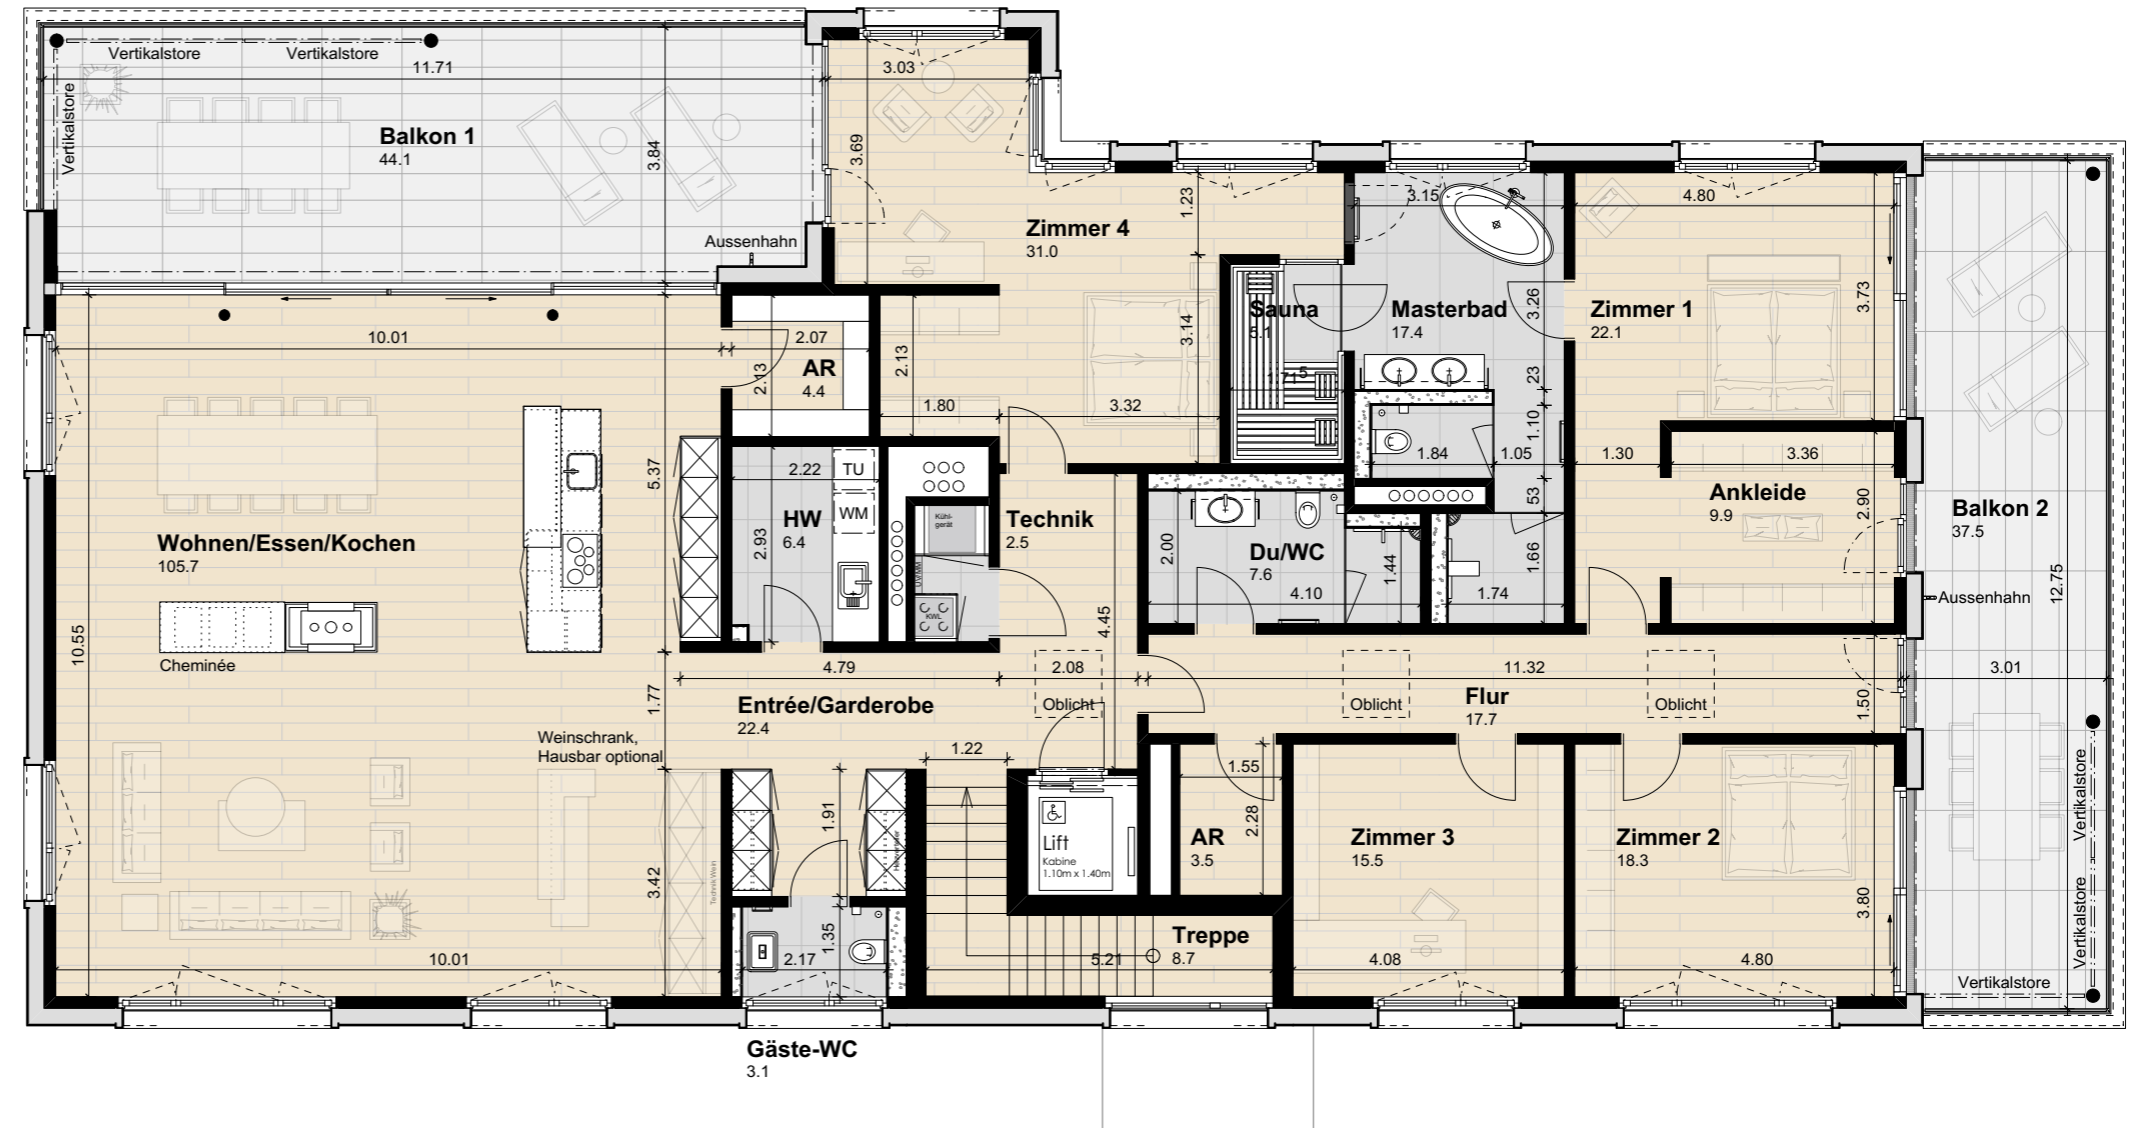 Vertikalstore
Vertikalstore
Vertikalstore
11.71
Balkon 1
44.1
3.84
Aussenhahn
3.03
3.69
Zimmer 4
31.0
1.23
3.14
2.13
1.80
3.32
Sauna
5.1
1.71⁵
3.15
Masterbad
17.4
3.26
23
1.10
1.84
1.05
53
4.80
Zimmer 1
22.1
3.73
1.30
3.36
Ankleide
9.9
2.90
Balkon 2
37.5
12.75
Aussenhahn
3.01
10.01
2.07
AR
4.4
2.13
5.37
2.22
TU
WM
HW
6.4
2.93
Kühl-
gerät
KWL
Technik
2.5
4.45
2.00
Du/WC
7.6
4.10
1.44
1.66
1.74
Wohnen/Essen/Kochen
105.7
Cheminée
10.55
4.79
2.08
Oblicht
Oblicht
Oblicht
11.32
Flur
17.7
1.50
1.77
Entrée/Garderobe
22.4
Weinschrank,
Hausbar optional
1.22
1.91
3.42
Technik Wein
10.01
1.35
2.17
Lift
Kabine
1.10m x 1.40m
1.55
2.28
AR
3.5
Treppe
8.7
5.21
Zimmer 3
15.5
4.08
Zimmer 2
18.3
3.80
4.80
Vertikalstore
Vertikalstore
Vertikalstore
Gäste-WC
3.1